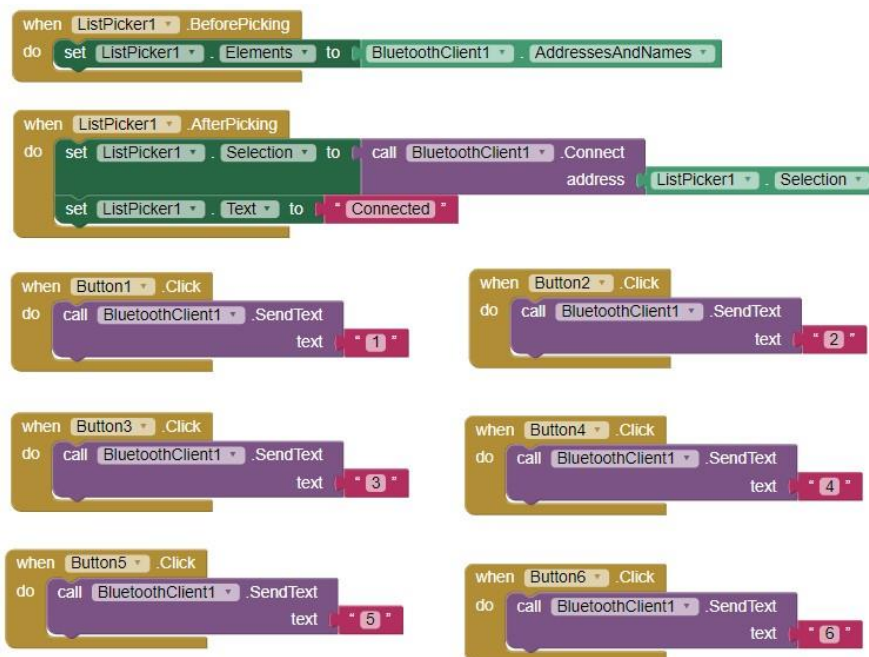 when ListPicker1 .BeforePicking
do set ListPicker1 . Elements to BluetoothClient1 . AddressesAndNames
when ListPicker1 .AfterPicking
do set ListPicker1 . Selection to call BluetoothClient1 .Connect
address ListPicker1 . Selection
set ListPicker1 . Text to " Connected "
when Button1 .Click
do call BluetoothClient1 .SendText
text " 1 "
when Button2 .Click
do call BluetoothClient1 .SendText
text " 2 "
when Button3 .Click
do call BluetoothClient1 .SendText
text " 3 "
when Button4 .Click
do call BluetoothClient1 .SendText
text " 4 "
when Button5 .Click
do call BluetoothClient1 .SendText
text " 5 "
when Button6 .Click
do call BluetoothClient1 .SendText
text " 6 "